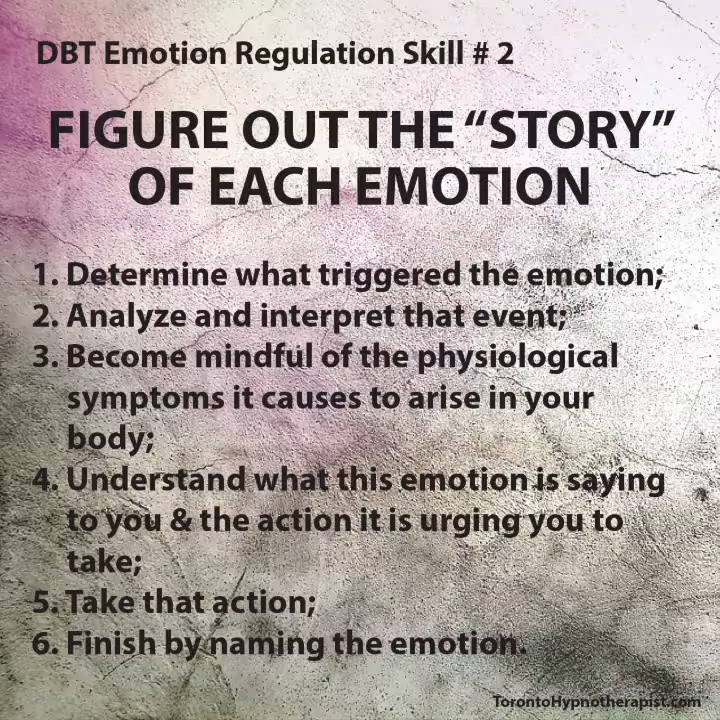 DBT Emotion Regulation Skill # 2
FIGURE OUT THE “STORY”
OF EACH EMOTION
1. Determine what triggered the emotion;
2. Analyze and interpret that event;
3. Become mindful of the physiological
symptoms it causes to arise in your
body;
4. Understand what this emotion is saying
to you & the action it is urging you to
take;
5. Take that action;
6. Finish by naming the emotion.
TorontoHypnotherapist.com